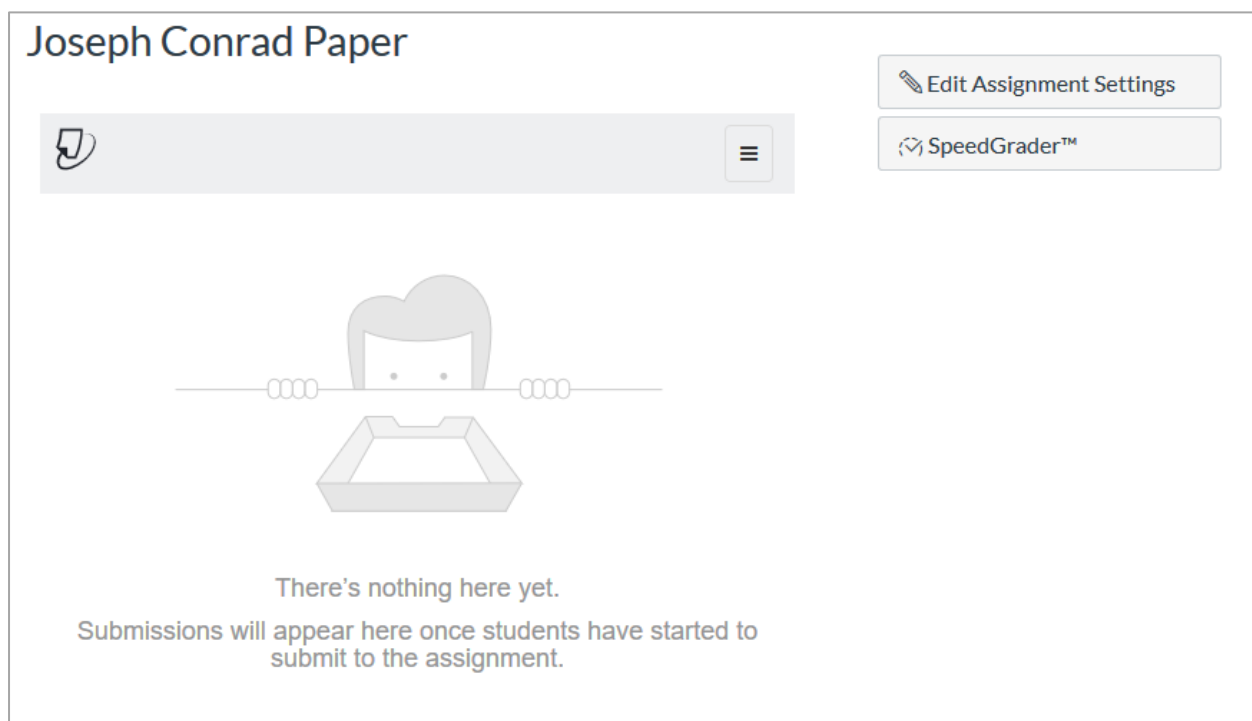 Joseph Conrad Paper
Edit Assignment Settings
SpeedGrader™
There's nothing here yet.
Submissions will appear here once students have started to
submit to the assignment.